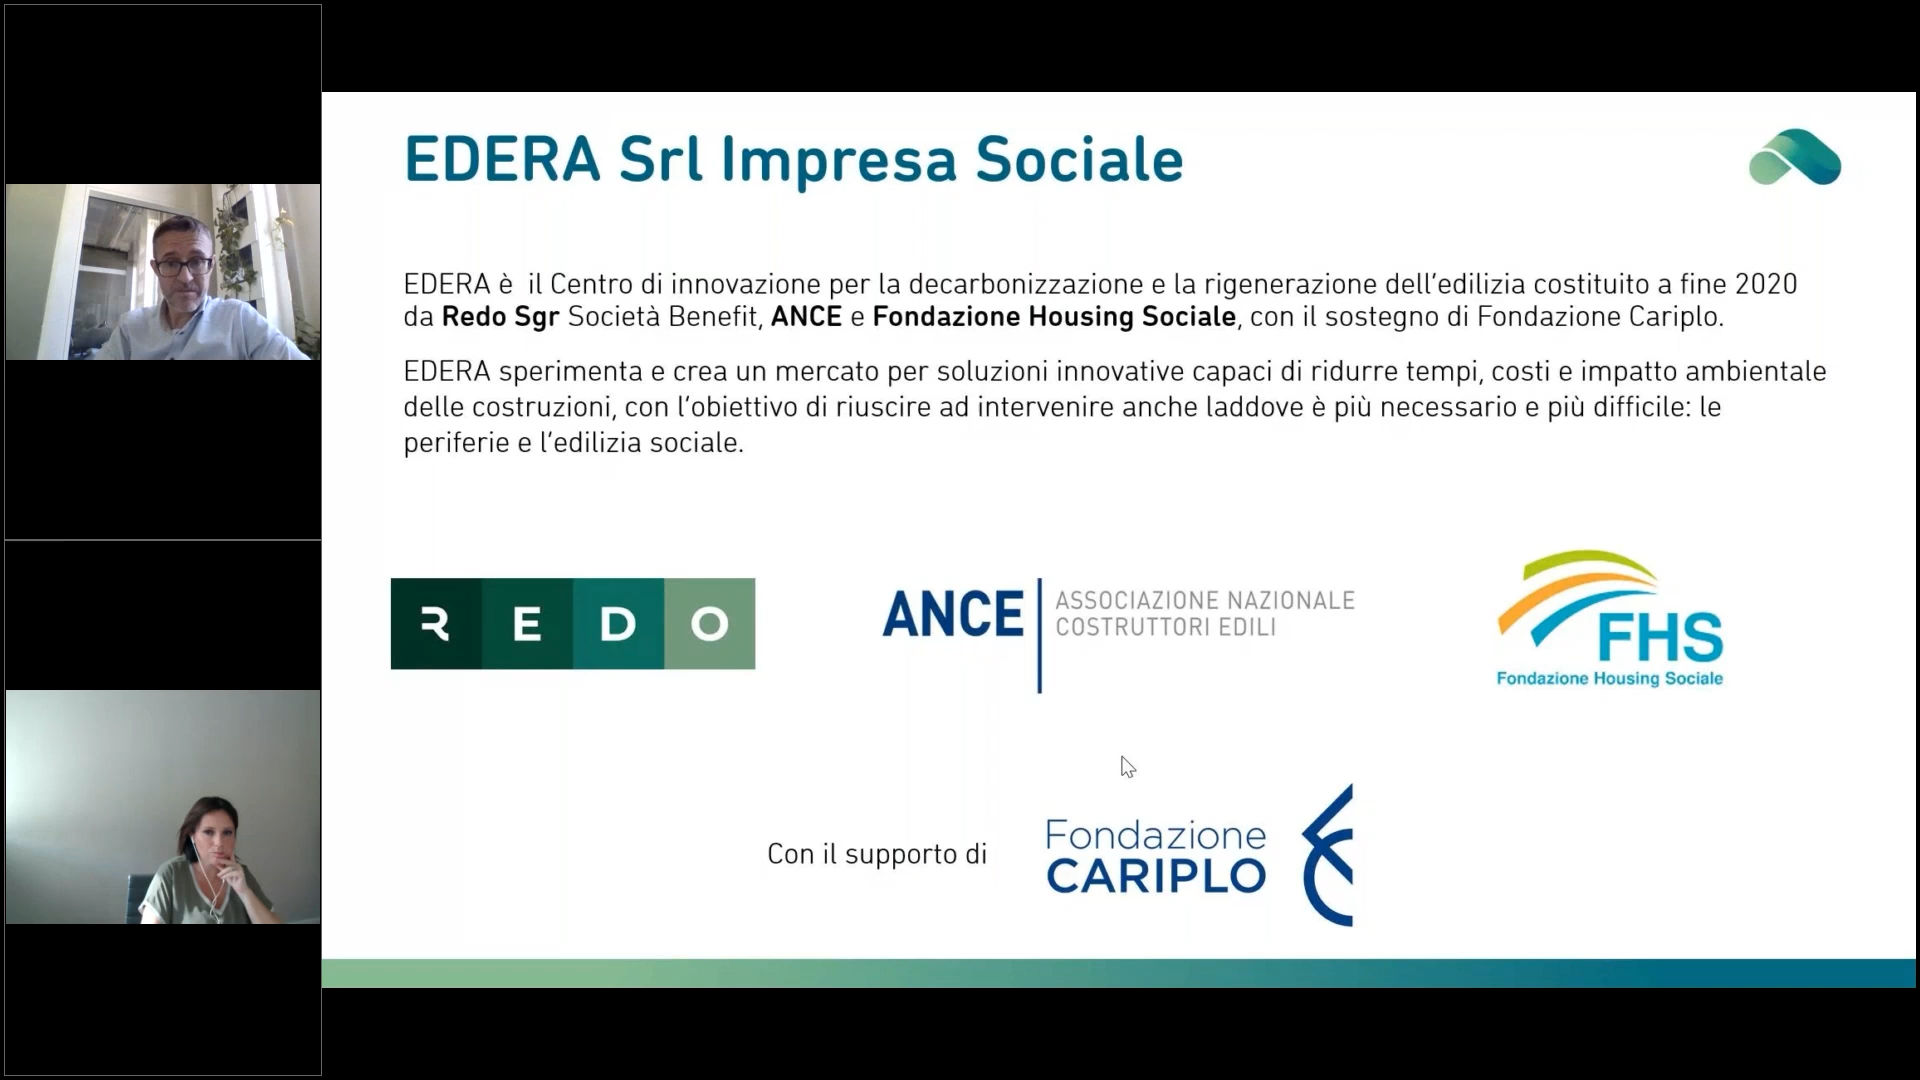 EDERA Srl Impresa Sociale
EDERA è  il Centro di innovazione per la decarbonizzazione e la rigenerazione dell’edilizia costituito a fine 2020
da Redo Sgr Società Benefit, ANCE e Fondazione Housing Sociale, con il sostegno di Fondazione Cariplo.
EDERA sperimenta e crea un mercato per soluzioni innovative capaci di ridurre tempi, costi e impatto ambientale
delle costruzioni, con l’obiettivo di riuscire ad intervenire anche laddove è più necessario e più difficile: le
periferie e l’edilizia sociale.
REDO
ANCE
ASSOCIAZIONE NAZIONALE
COSTRUTTORI EDILI
FHS
Fondazione Housing Sociale
Con il supporto di
Fondazione
CARIPLO